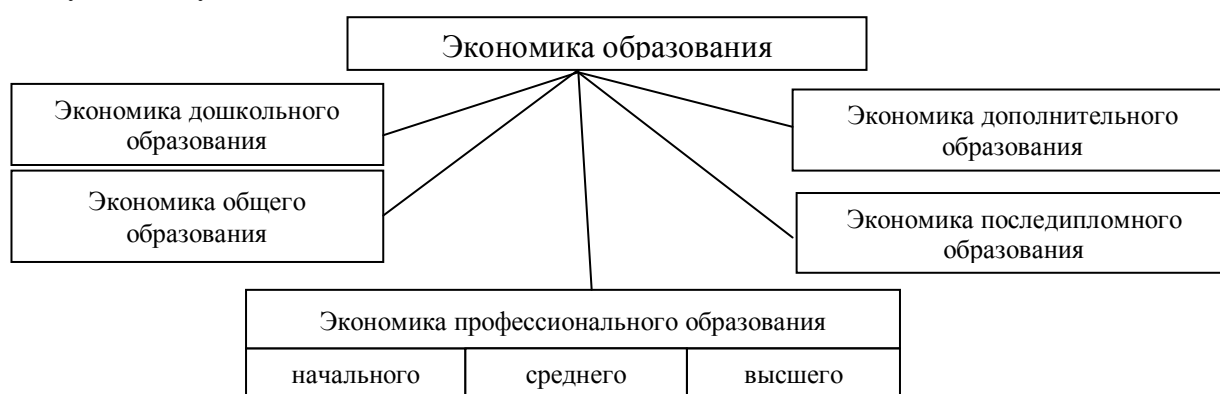 Экономика образования
Экономика дошкольного
образования
Экономика дополнительного
образования
Экономика общего
образования
Экономика последипломного
образования
Экономика профессионального образования
начального среднего высшего